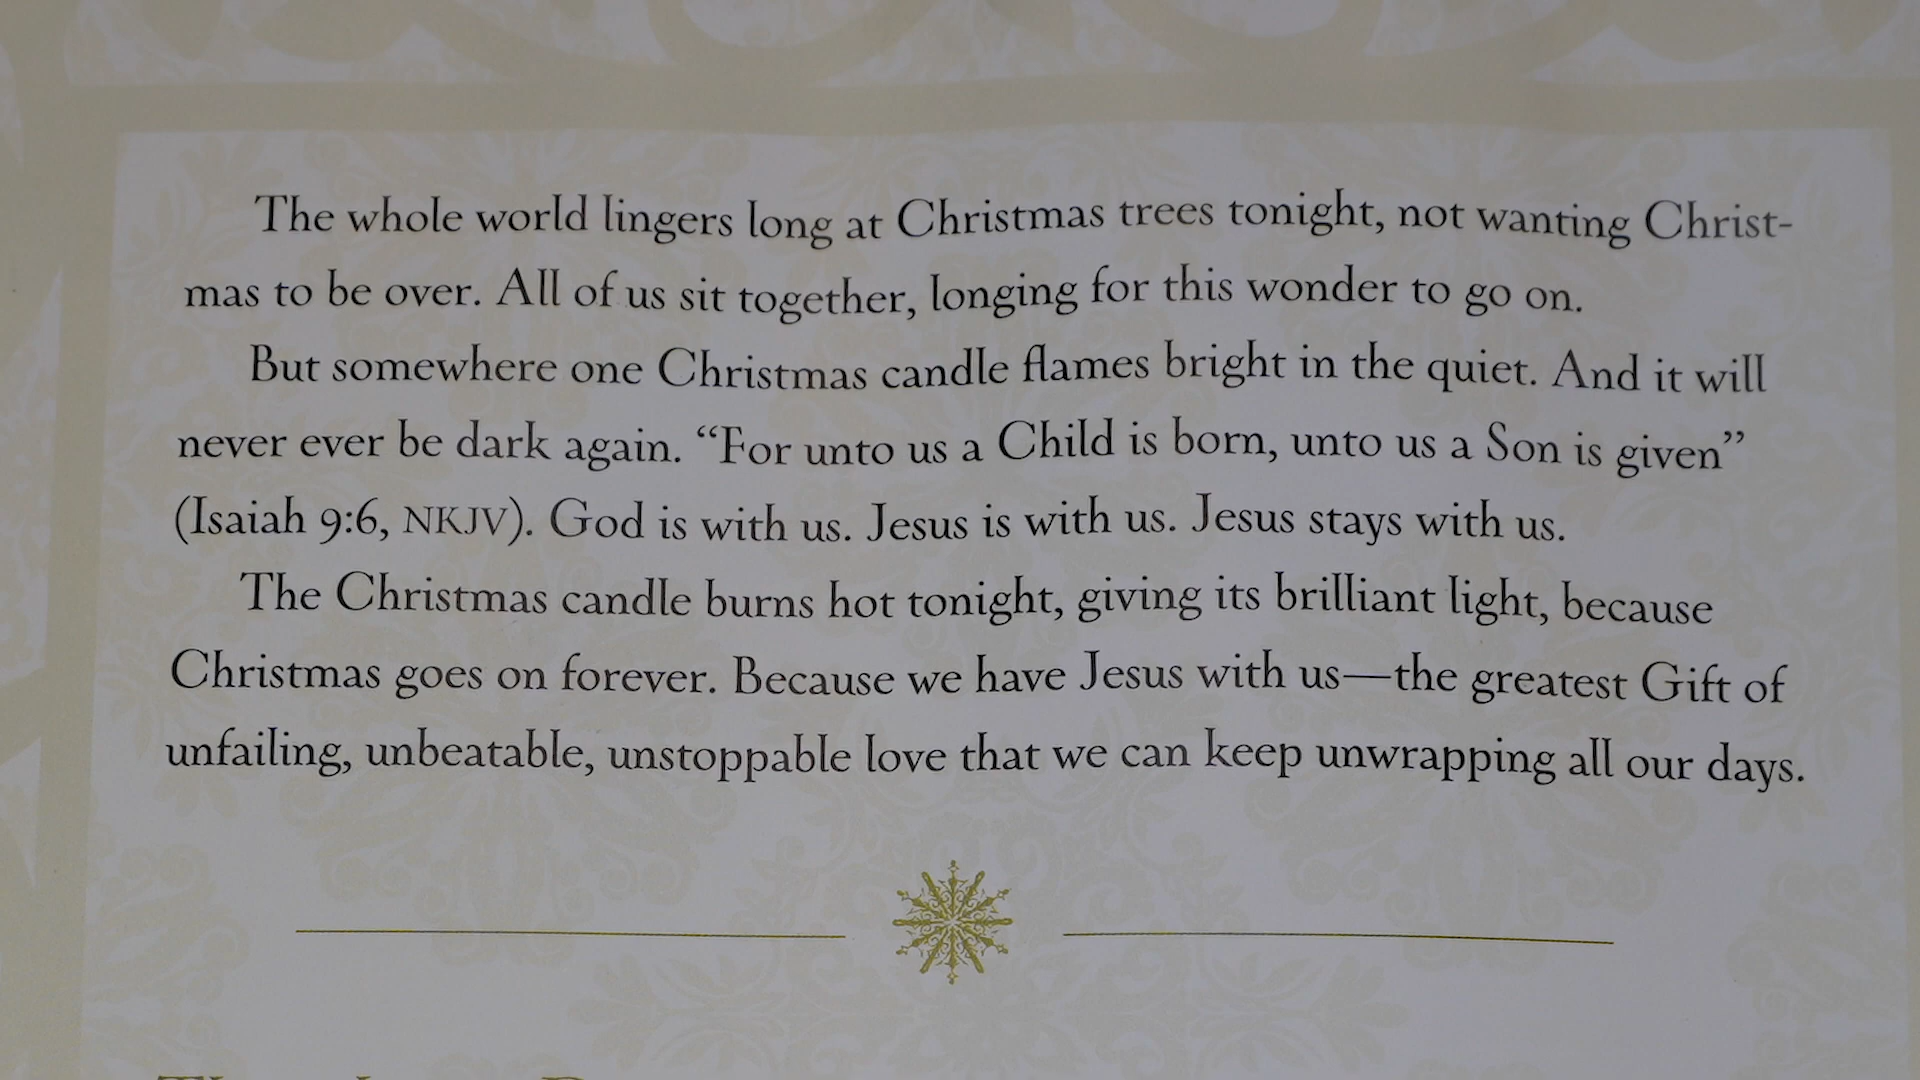 The whole world lingers long at Christmas trees tonight, not wanting Christ-
mas to be over. All of us sit together, longing for this wonder to go on.
But somewhere one Christmas candle flames bright in the quiet. And it will
never ever be dark again. “For unto us a Child is born, unto us a Son is given”
(Isaiah 9:6, NKJV). God is with us. Jesus is with us. Jesus stays with us.
The Christmas candle burns hot tonight, giving its brilliant light, because
Christmas goes on forever. Because we have Jesus with us—the greatest Gift of
unfailing, unbeatable, unstoppable love that we can keep unwrapping all our days.